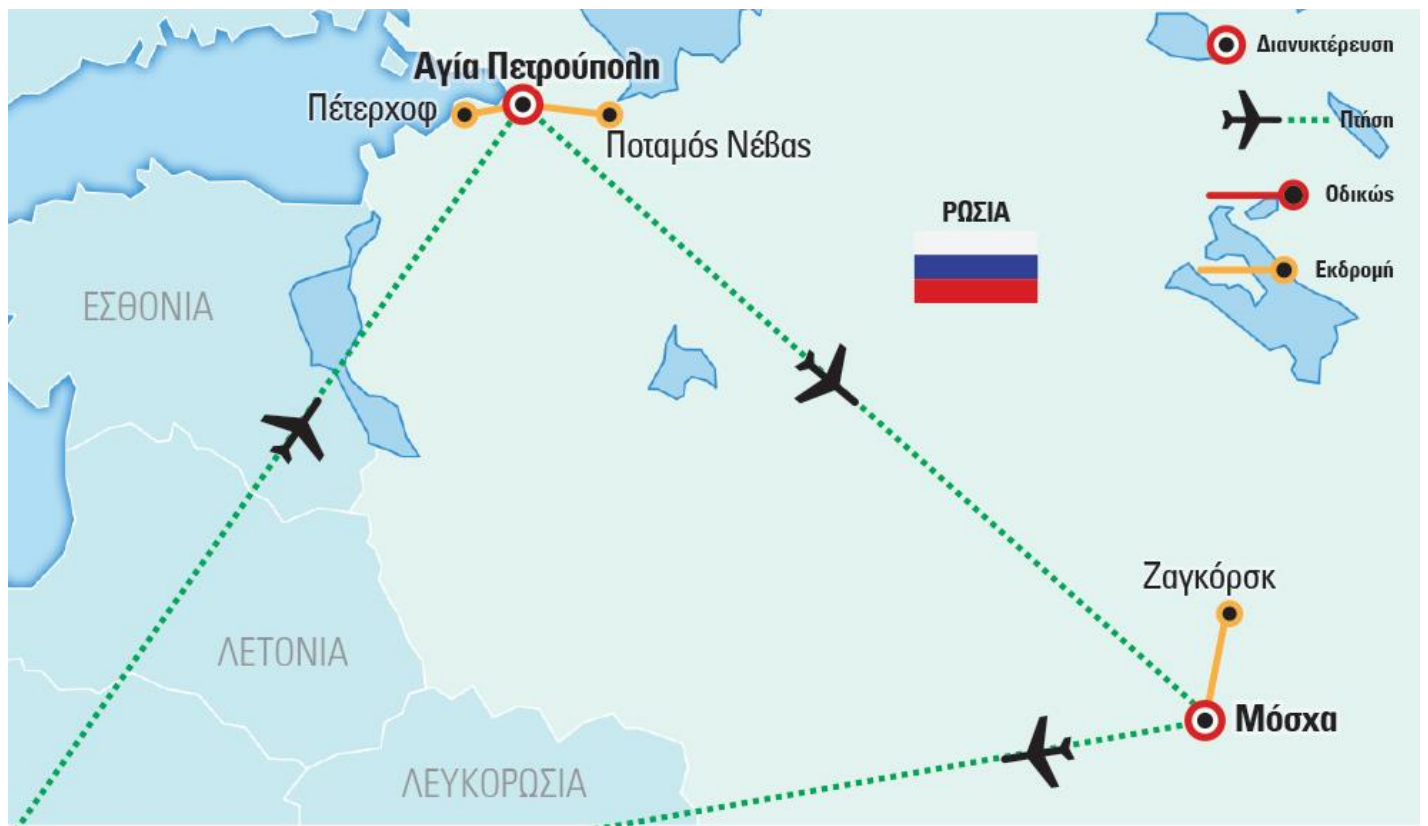 Αγία Πετρούπολη
Πέτερχοφ
Ποταμός Νέβας
Διανυκτέρευση
Πτήση
Οδικώς
Εκδρομή
ΡΩΣΙΑ
ΕΣΘΟΝΙΑ
Ζαγκόρσκ
ΛΕΤΟΝΙΑ
Μόσχα
ΛΕΥΚΟΡΩΣΙΑ